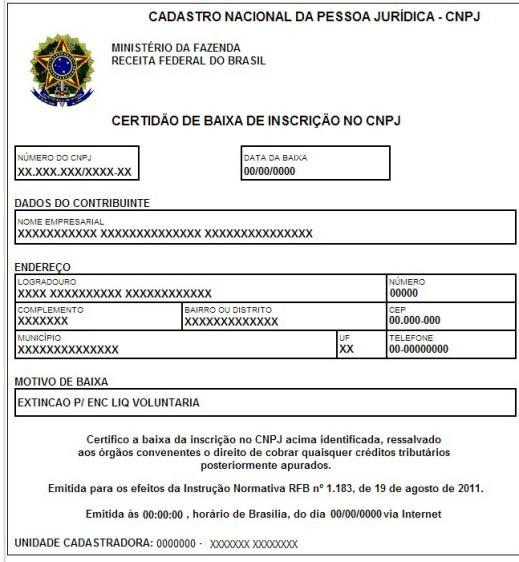 CADASTRO NACIONAL DA PESSOA JURÍDICA - CNPJ
MINISTÉRIO DA FAZENDA
RECEITA FEDERAL DO BRASIL
CERTIDÃO DE BAIXA DE INSCRIÇÃO NO CNPJ
NÚMERO DO CNPJ
XX.XXX.XXX/XXXX-XX
DATA DA BAIXA
00/00/0000
DADOS DO CONTRIBUINTE
NOME EMPRESARIAL
XXXXXXXXXXX XXXXXXXXXXXXXX XXXXXXXXXXXXXXX
ENDEREÇO
LOGRADOURO
XXXX XXXXXXXXXX XXXXXXXXXXXX
NÚMERO
00000
COMPLEMENTO
XXXXXXX
BAIRRO OU DISTRITO
XXXXXXXXXXXXX
CEP
00.000-000
MUNICÍPIO
XXXXXXXXXXXXXX
UF
XX
TELEFONE
00-00000000
MOTIVO DE BAIXA
EXTINCAO P/ ENC LIQ VOLUNTARIA
Certifico a baixa da inscrição no CNPJ acima identificada, ressalvado
aos órgãos convenentes o direito de cobrar quaisquer créditos tributários
posteriormente apurados.
Emitida para os efeitos da Instrução Normativa RFB nº 1.183, de 19 de agosto de 2011.
Emitida às 00:00:00 , horário de Brasília, do dia 00/00/0000 via Internet
UNIDADE CADASTRADORA: 0000000 - XXXXXXX XXXXXXXX